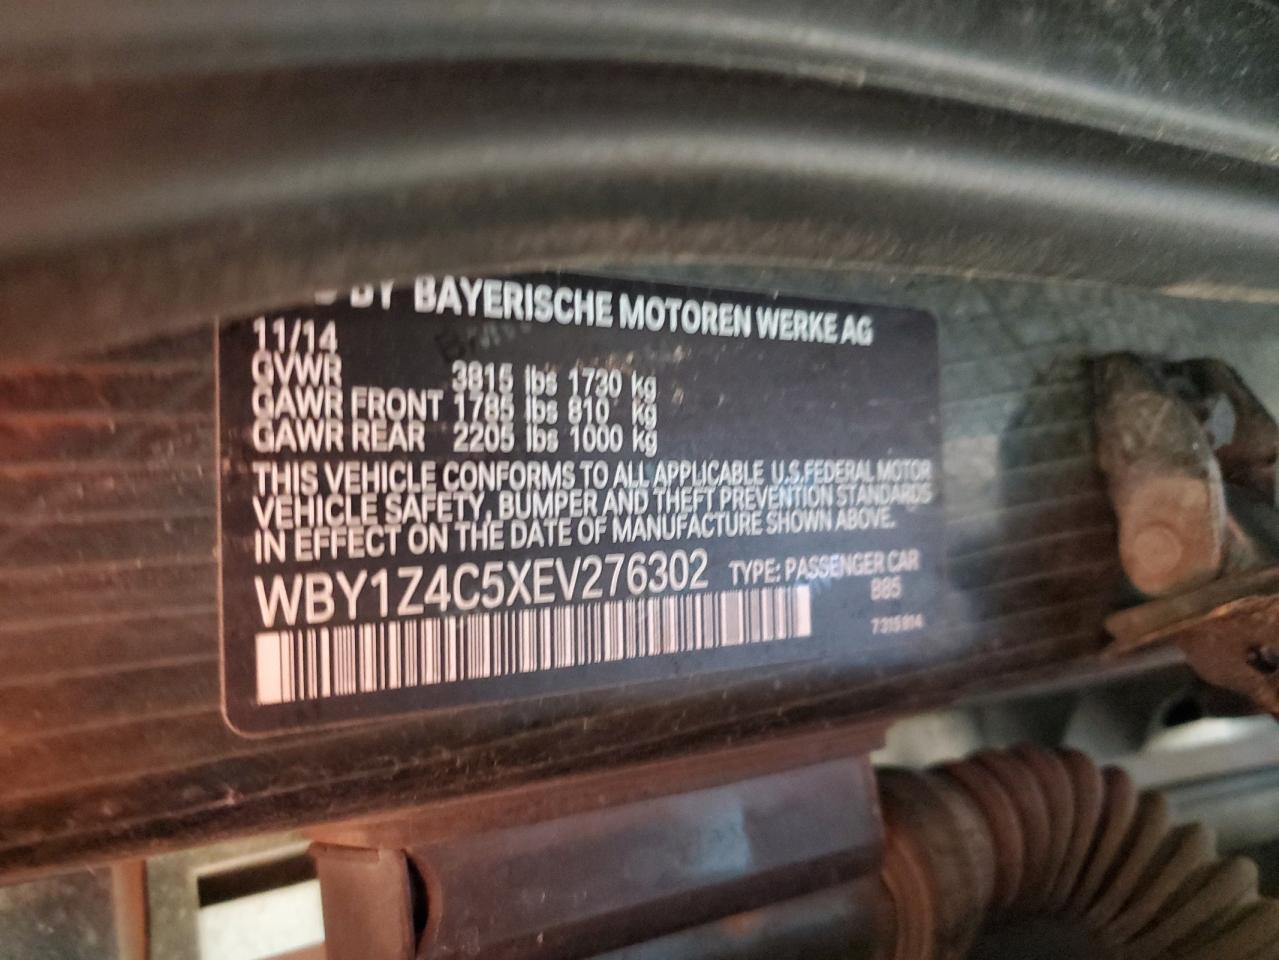 BY BAYERISCHE MOTOREN WERKE AG
11/14
GVWR 3815 lbs 1730 kg
GAWR FRONT 1785 lbs 810 kg
GAWR REAR 2205 lbs 1000 kg
THIS VEHICLE CONFORMS TO ALL APPLICABLE U.S.FEDERAL MOTOR
VEHICLE SAFETY, BUMPER AND THEFT PREVENTION STANDARDS
IN EFFECT ON THE DATE OF MANUFACTURE SHOWN ABOVE.
WBY1Z4C5XEV276302 TYPE: PASSENGER CAR
B85
7315814